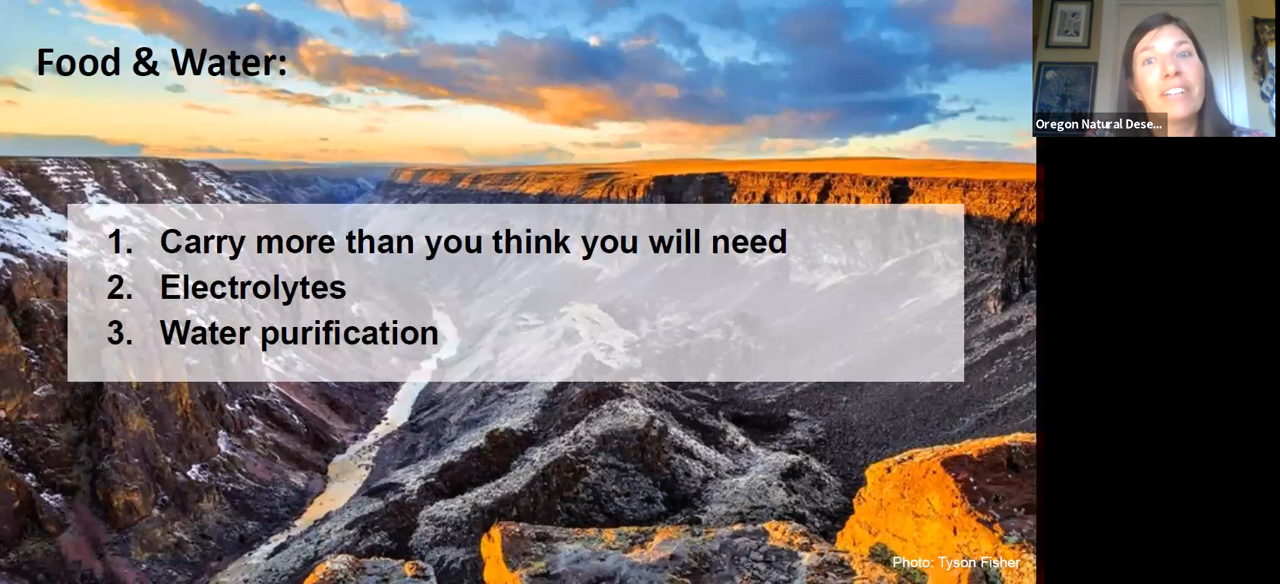 Food & Water:
Oregon Natural Dese...
1. Carry more than you think you will need
2. Electrolytes
3. Water purification
Photo: Tyson Fisher